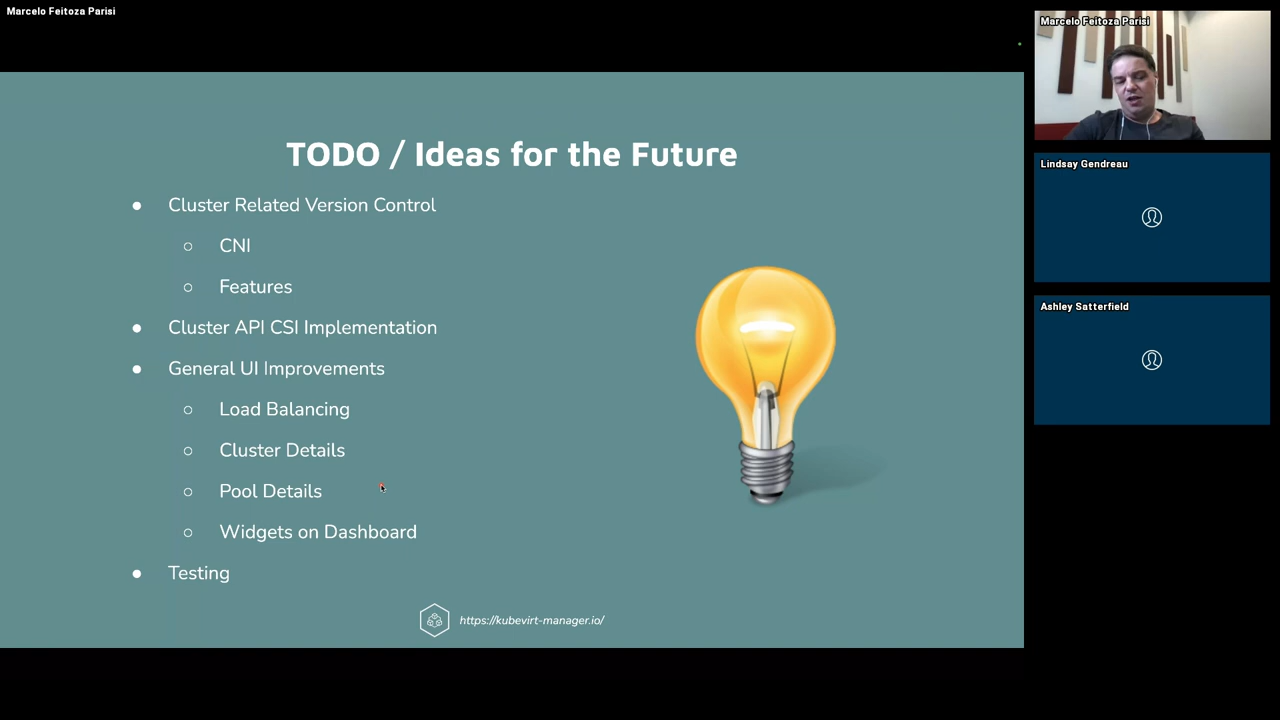 Marcelo Feitoza Parisi
TODO / Ideas for the Future
Cluster Related Version Control
CNI
Features
Cluster API CSI Implementation
General UI Improvements
Load Balancing
Cluster Details
Pool Details
Widgets on Dashboard
Testing
https://kubevirt-manager.io/
Marcelo Feitoza Parisi
Lindsay Gendreau
Ashley Satterfield